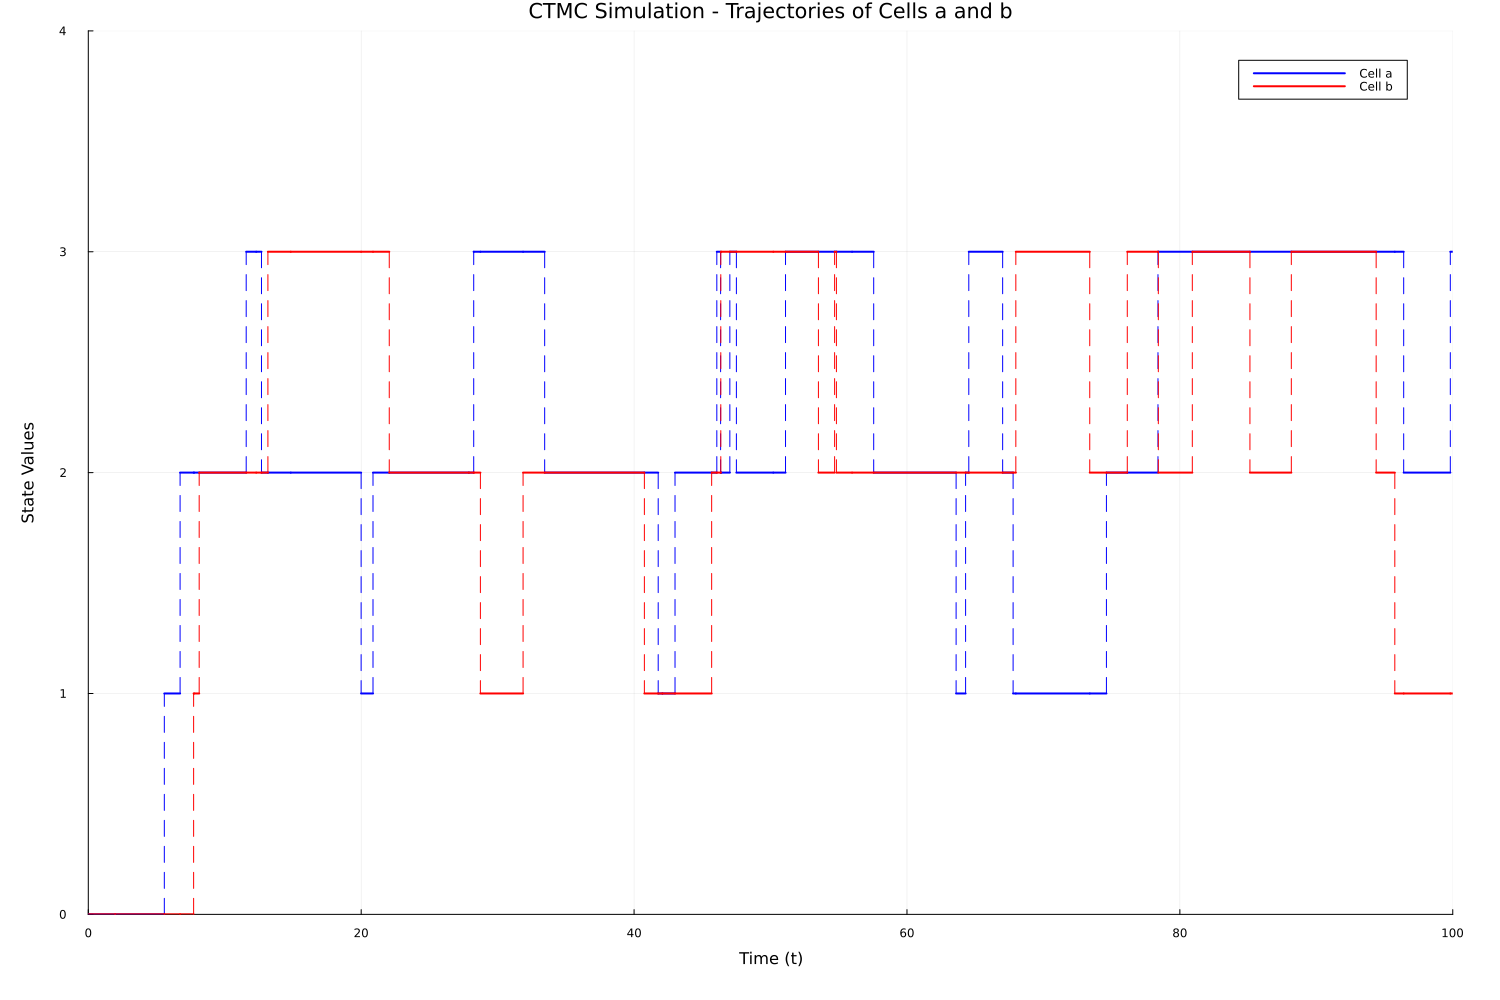 CTMC Simulation - Trajectories of Cells a and b
4
Cell a
Cell b
3
State Values
2
1
0
0 20 40 60 80 100
Time (t)